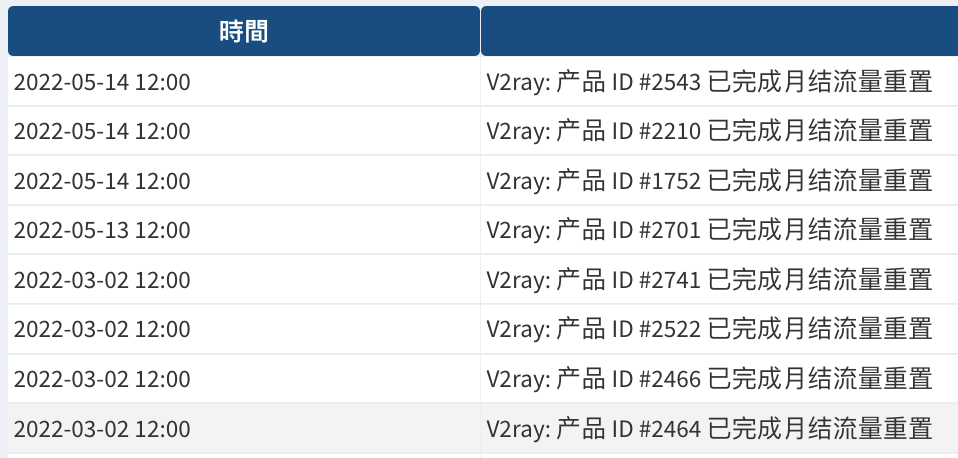 時間
2022-05-14 12:00 V2ray: 产品 ID #2543 已完成月结流量重置
2022-05-14 12:00 V2ray: 产品 ID #2210 已完成月结流量重置
2022-05-14 12:00 V2ray: 产品 ID #1752 已完成月结流量重置
2022-05-13 12:00 V2ray: 产品 ID #2701 已完成月结流量重置
2022-03-02 12:00 V2ray: 产品 ID #2741 已完成月结流量重置
2022-03-02 12:00 V2ray: 产品 ID #2522 已完成月结流量重置
2022-03-02 12:00 V2ray: 产品 ID #2466 已完成月结流量重置
2022-03-02 12:00 V2ray: 产品 ID #2464 已完成月结流量重置